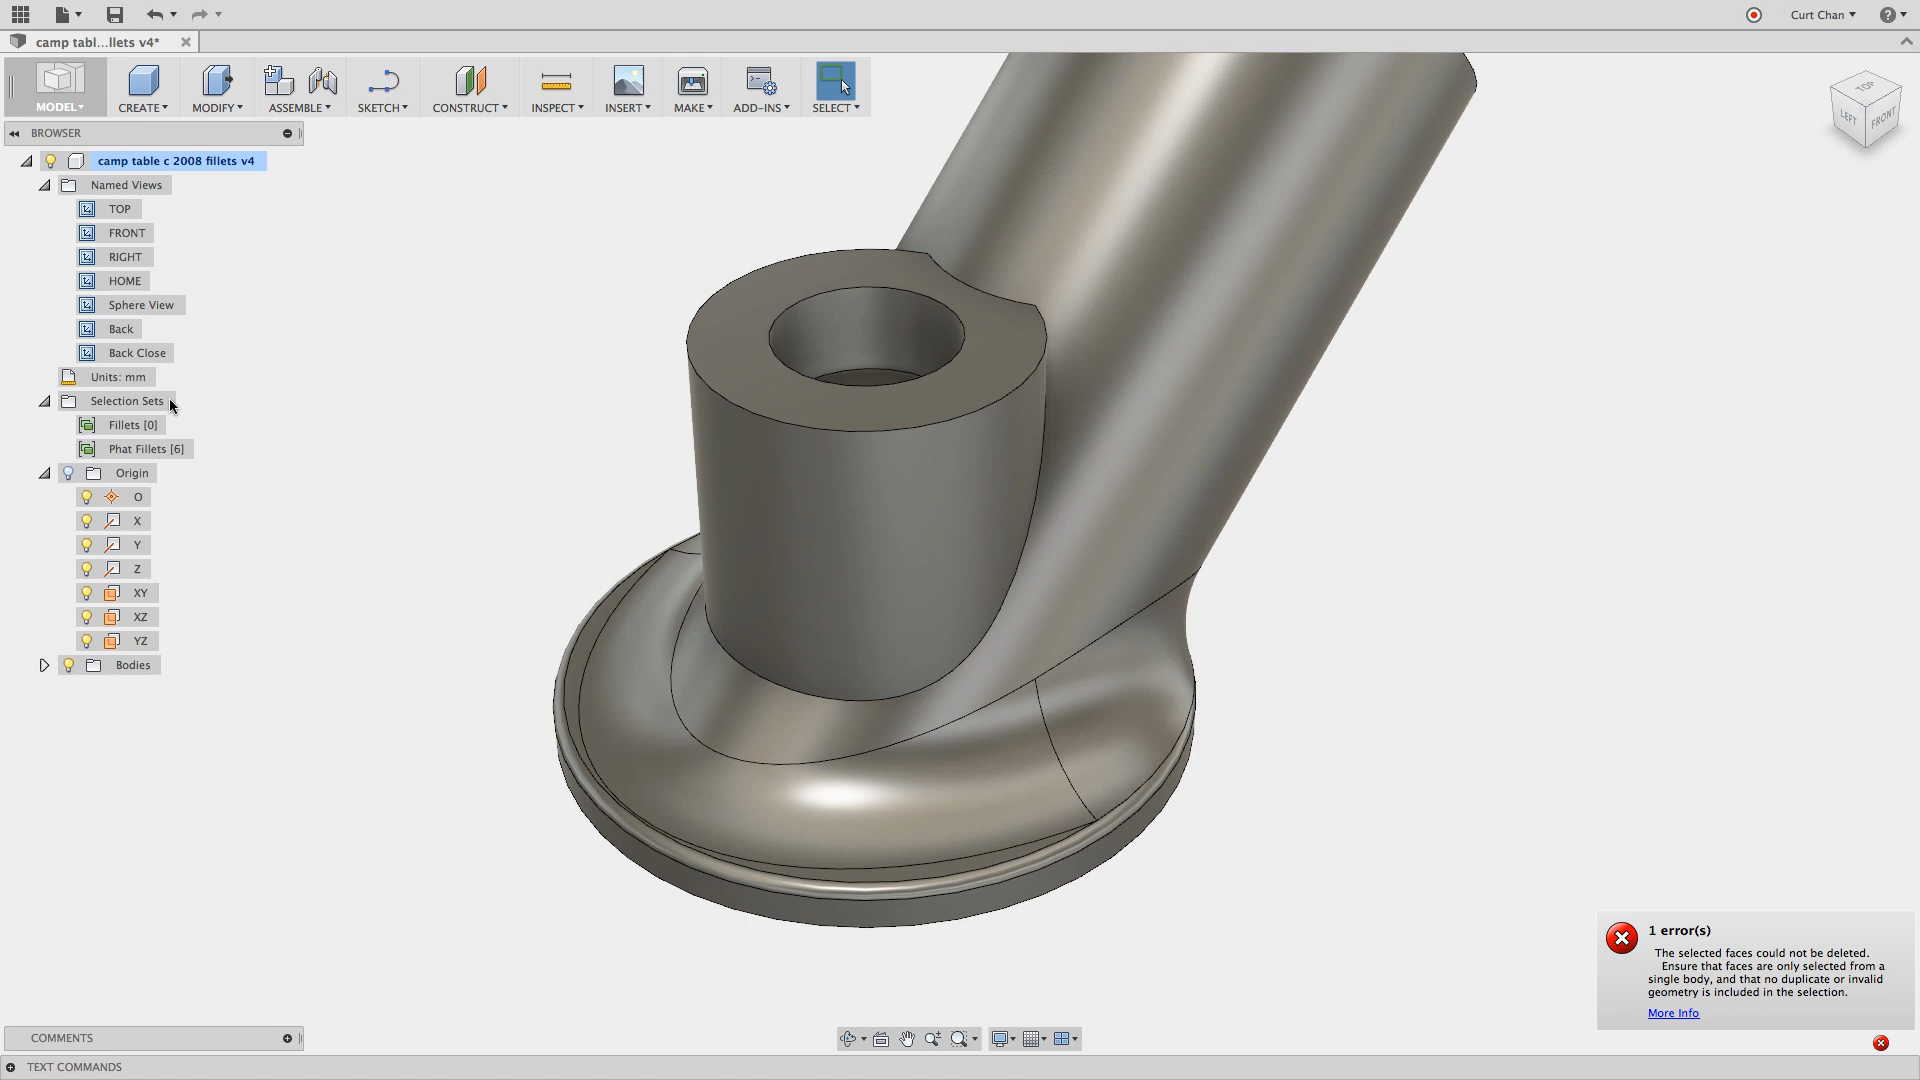 Curt Chan
camp tabl...llets v4*
MODEL
CREATE
MODIFY
ASSEMBLE
SKETCH
CONSTRUCT
INSPECT
INSERT
MAKE
ADD-INS
SELECT
TOP
LEFT
FRONT
BROWSER
camp table c 2008 fillets v4
Named Views
TOP
FRONT
RIGHT
HOME
Sphere View
Back
Back Close
Units: mm
Selection Sets
Fillets [0]
Phat Fillets [6]
Origin
O
X
Y
Z
XY
XZ
YZ
Bodies
1 error(s)
The selected faces could not be deleted.
Ensure that faces are only selected from a
single body, and that no duplicate or invalid
geometry is included in the selection.
More Info
COMMENTS
TEXT COMMANDS